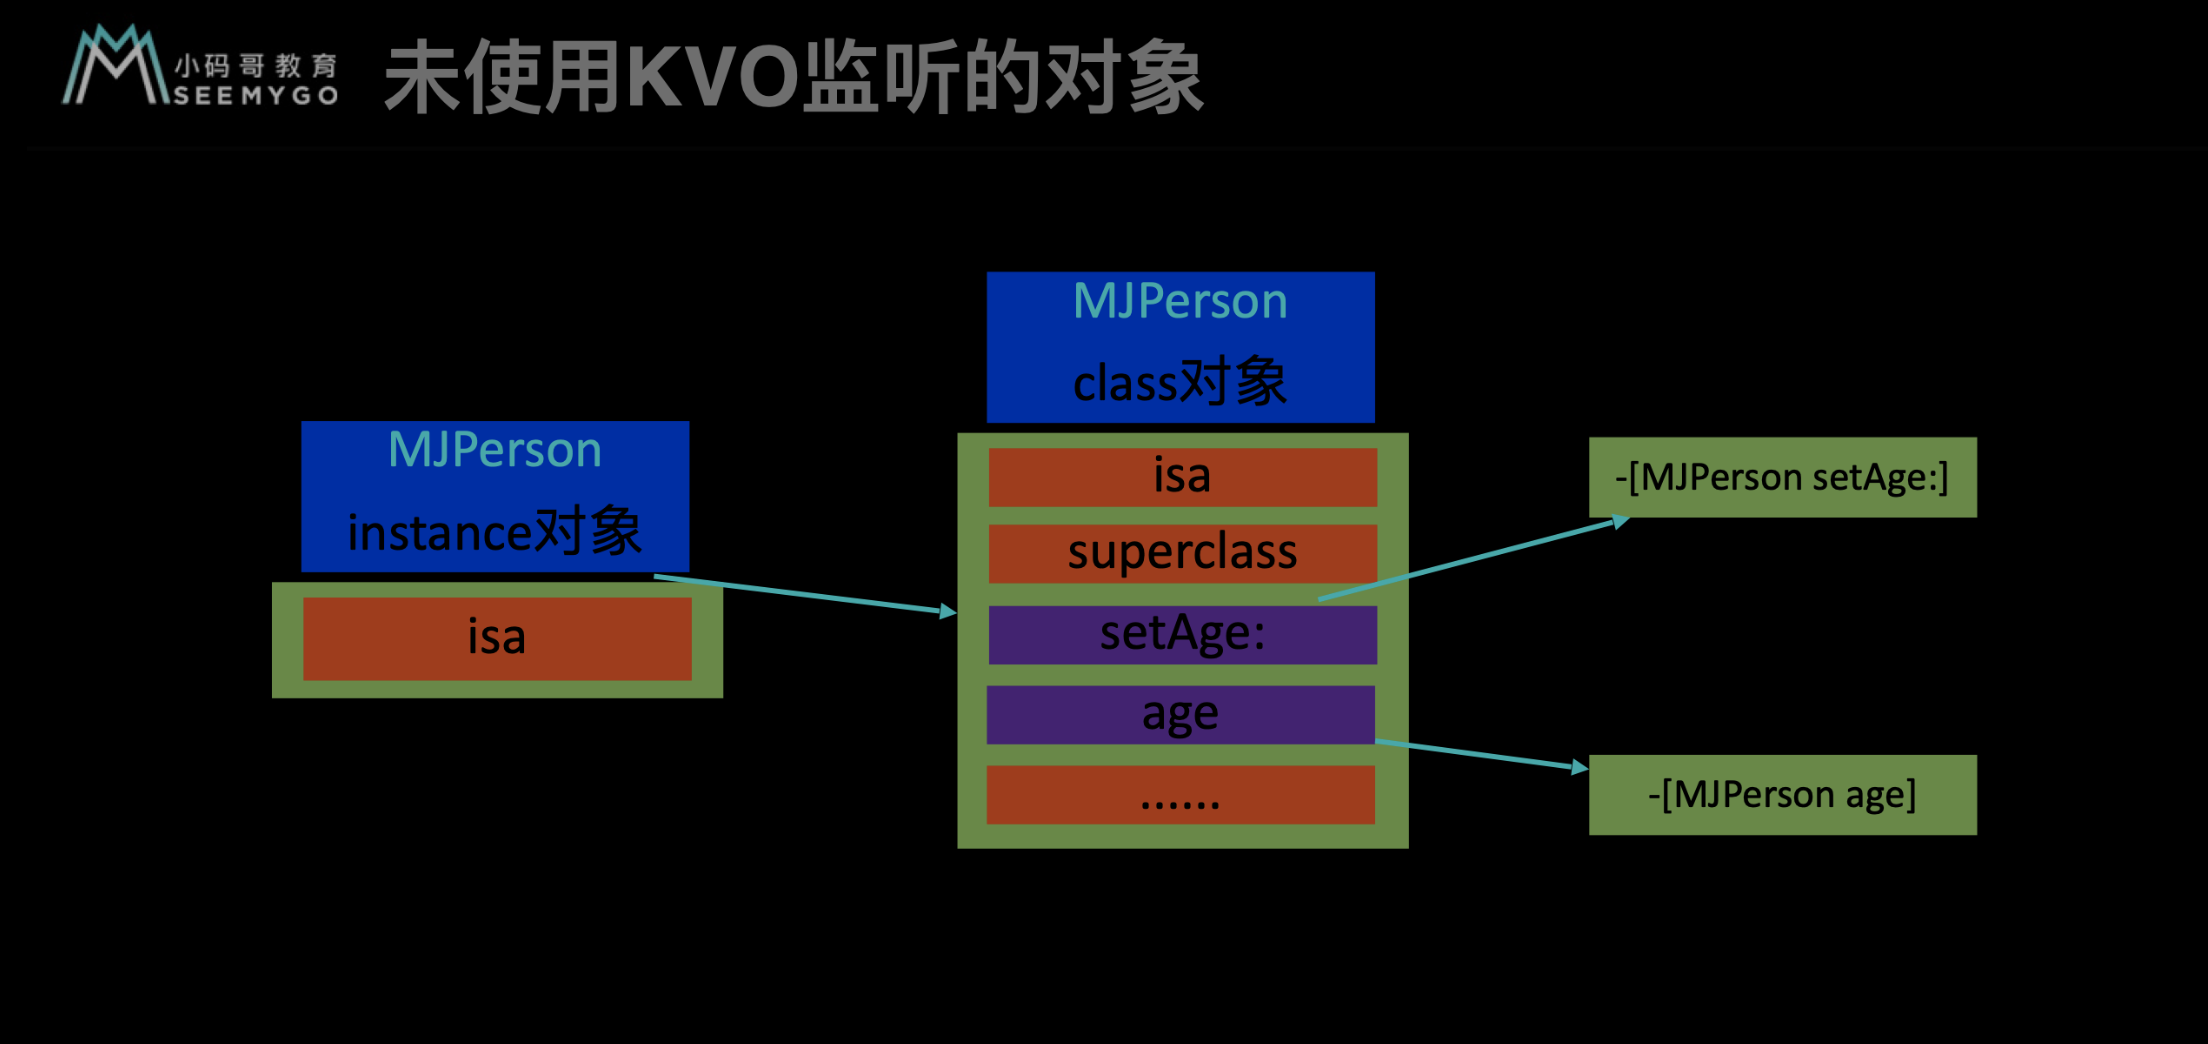 小码哥教育
SEEMYGO
未使用KVO监听的对象
MJPerson
instance对象
isa
MJPerson
class对象
isa
superclass
setAge:
age
......
-[MJPerson setAge:]
-[MJPerson age]